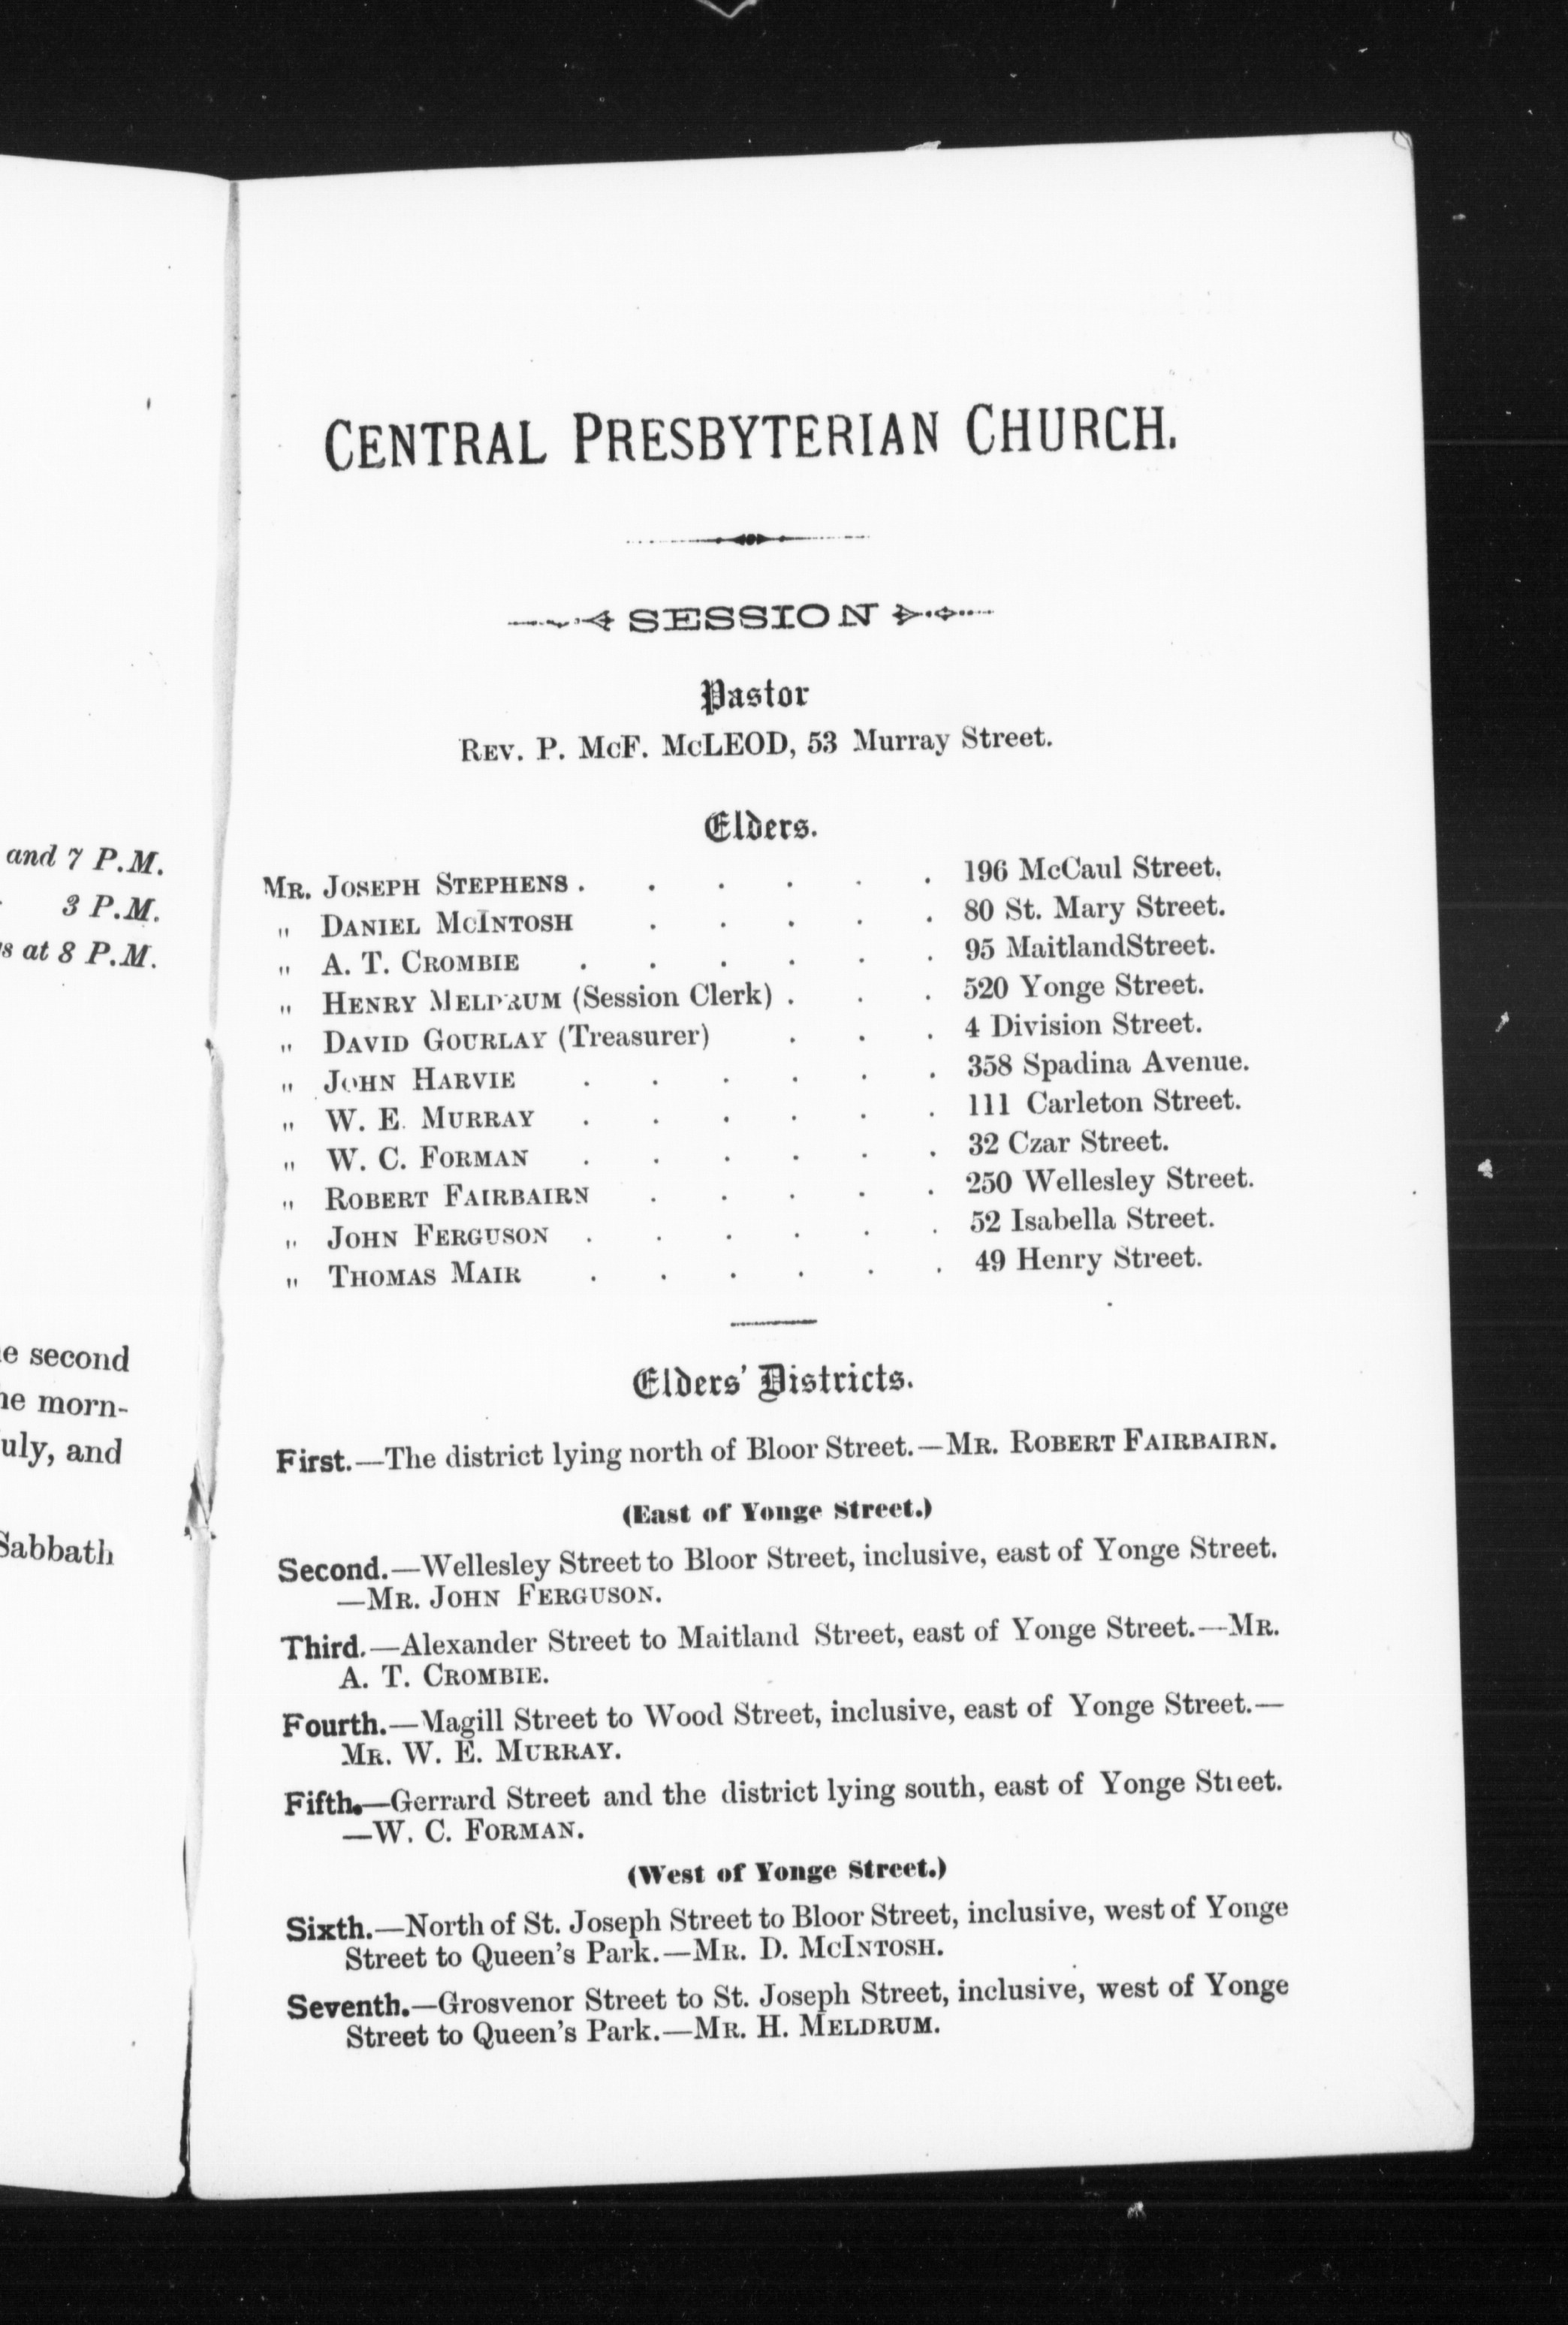 and 7 P.M.
3 P.M.
at 8 P.M.
second
morn-
and
Sabbath
CENTRAL PRESBYTERIAN CHURCH.
SESSION
Pastor
REV. P. MCF. MCLEOD, 53 Murray Street.
Elders.
MR. JOSEPH STEPHENS . . . . . . 196 McCaul Street.
" DANIEL MCINTOSH . . . . . 80 St. Mary Street.
" A. T. CROMBIE . . . . . . 95 MaitlandStreet.
" HENRY MELDRUM (Session Clerk) . . . 520 Yonge Street.
" DAVID GOURLAY (Treasurer) . . . 4 Division Street.
" JOHN HARVIE . . . . . . 358 Spadina Avenue.
" W. E. MURRAY . . . . . . 111 Carleton Street.
" W. C. FORMAN . . . . . . 32 Czar Street.
" ROBERT FAIRBAIRN . . . . . 250 Wellesley Street.
" JOHN FERGUSON . . . . . . 52 Isabella Street.
" THOMAS MAIR . . . . . . 49 Henry Street.
Elders' Districts.
First.—The district lying north of Bloor Street.—MR. ROBERT FAIRBAIRN.
(East of Yonge Street.)
Second.—Wellesley Street to Bloor Street, inclusive, east of Yonge Street.
—MR. JOHN FERGUSON.
Third.—Alexander Street to Maitland Street, east of Yonge Street.—MR.
A. T. CROMBIE.
Fourth.—Magill Street to Wood Street, inclusive, east of Yonge Street.—
MR. W. E. MURRAY.
Fifth.—Gerrard Street and the district lying south, east of Yonge Street.
—W. C. FORMAN.
(West of Yonge Street.)
Sixth.—North of St. Joseph Street to Bloor Street, inclusive, west of Yonge
Street to Queen's Park.—MR. D. MCINTOSH.
Seventh.—Grosvenor Street to St. Joseph Street, inclusive, west of Yonge
Street to Queen's Park.—MR. H. MELDRUM.